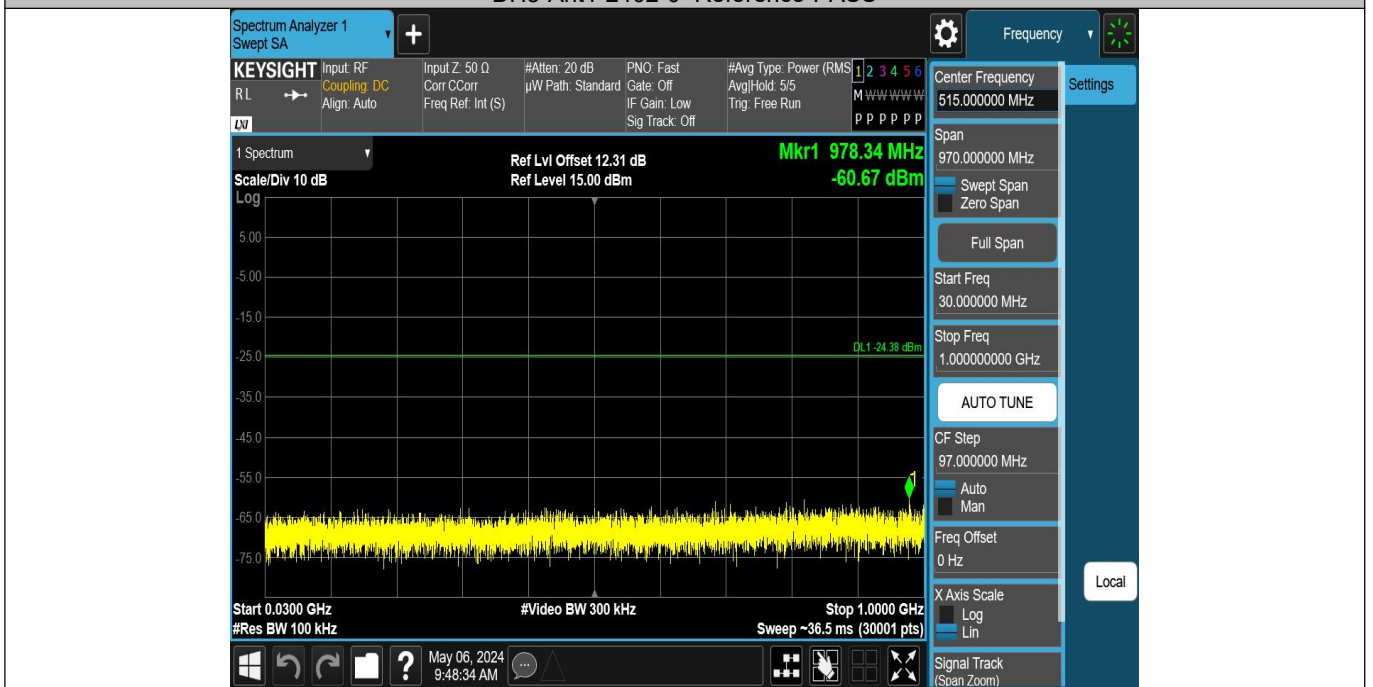 Spectrum Analyzer 1
Swept SA
Frequency
KEYSIGHT
RL
LXI
Input: RF
Coupling: DC
Align: Auto
Input Z: 50 Ω
Corr CCorr
Freq Ref: Int (S)
#Atten: 20 dB
µW Path: Standard
PNO: Fast
Gate: Off
IF Gain: Low
Sig Track: Off
#Avg Type: Power (RMS
Avg|Hold: 5/5
Trig: Free Run
1 2 3 4 5 6
M W W W W W
P P P P P P
1 Spectrum
Scale/Div 10 dB
Log
Ref Lvl Offset 12.31 dB
Ref Level 15.00 dBm
Mkr1 978.34 MHz
-60.67 dBm
5.00
-5.00
-15.0
-25.0
-35.0
-45.0
-55.0
-65.0
-75.0
DL1 -24.38 dBm
1
Start 0.0300 GHz
#Res BW 100 kHz
#Video BW 300 kHz
Stop 1.0000 GHz
Sweep ~36.5 ms (30001 pts)
Center Frequency
515.000000 MHz
Settings
Span
970.000000 MHz
Swept Span
Zero Span
Full Span
Start Freq
30.000000 MHz
Stop Freq
1.000000000 GHz
AUTO TUNE
CF Step
97.000000 MHz
Auto
Man
Freq Offset
0 Hz
X Axis Scale
Log
Lin
Local
Signal Track
(Span Zoom)
?
May 06, 2024
9:48:34 AM